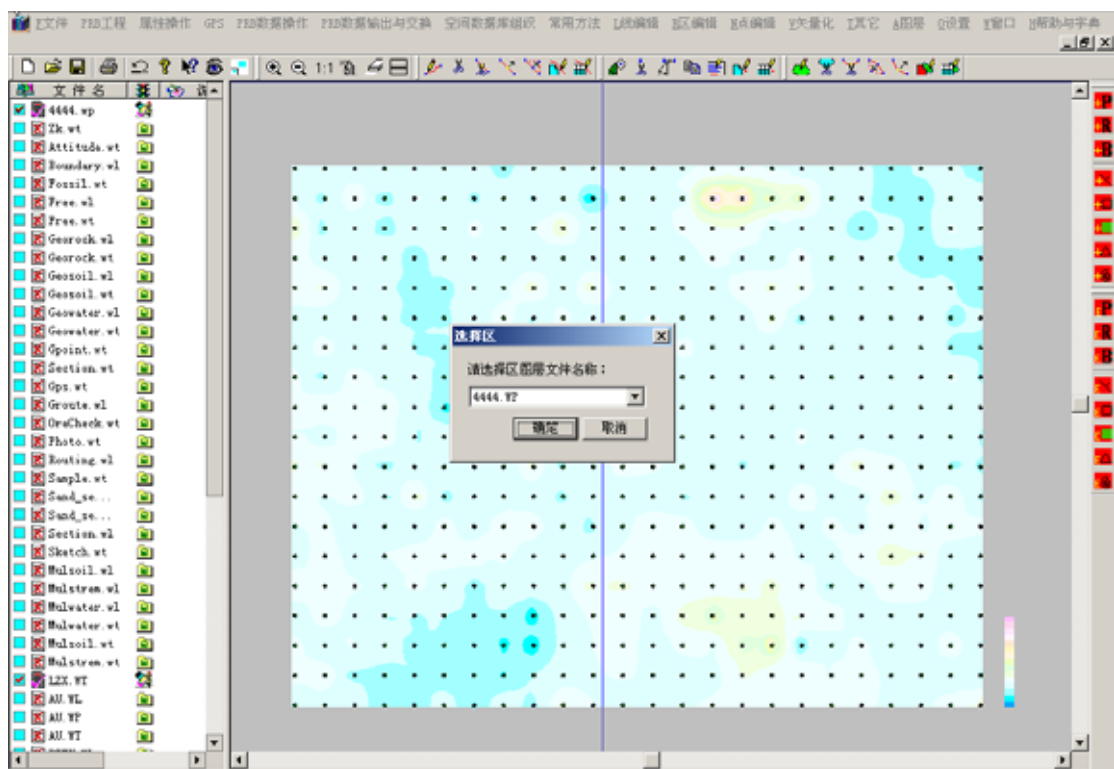 F文件 PRB工程 属性操作 GPS PRB数据操作 PRB数据输出与交换 空间数据库组织 常用方法 L线编辑 R区编辑 N点编辑 V矢量化 I其它 A图层 O设置 W窗口 H帮助与字典
1:1
文件名
4444.wp
Zk.wt
Attitude.wt
Boundary.wl
Fossil.wt
Free.wl
Free.wt
Georock.wl
Georock.wt
Geosoil.wl
Geosoil.wt
Geowater.wl
Geowater.wt
Gpoint.wt
Section.wt
Gps.wt
Groute.wl
OreCheck.wt
Photo.wt
Routing.wl
Sample.wt
Sand_se...
Sand_se...
Section.wl
Sketch.wt
Mulsoil.wl
Mulstrem.wl
Mulwater.wl
Mulwater.wt
Mulsoil.wt
Mulstrem.wt
LZX.WT
AU.WL
AU.WP
AU.WT
选择区
请选择区图层文件名称：
4444.WP
确定 取消
P
R
B
C
P
R
B
C